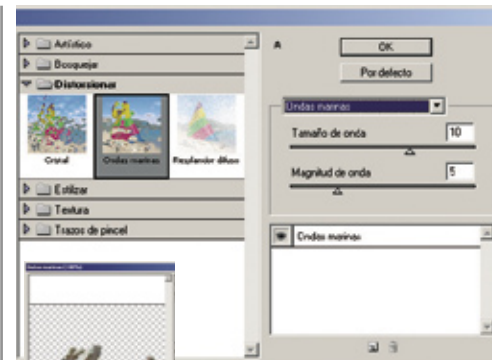 Artístico
Bosquejar
Distorsionar
Cristal
Ondas marinas
Resplandor difuso
Estilizar
Textura
Trazos de pincel
A
OK
Por defecto
Ondas marinas
Tamaño de onda
10
Magnitud de onda
5
Ondas marinas